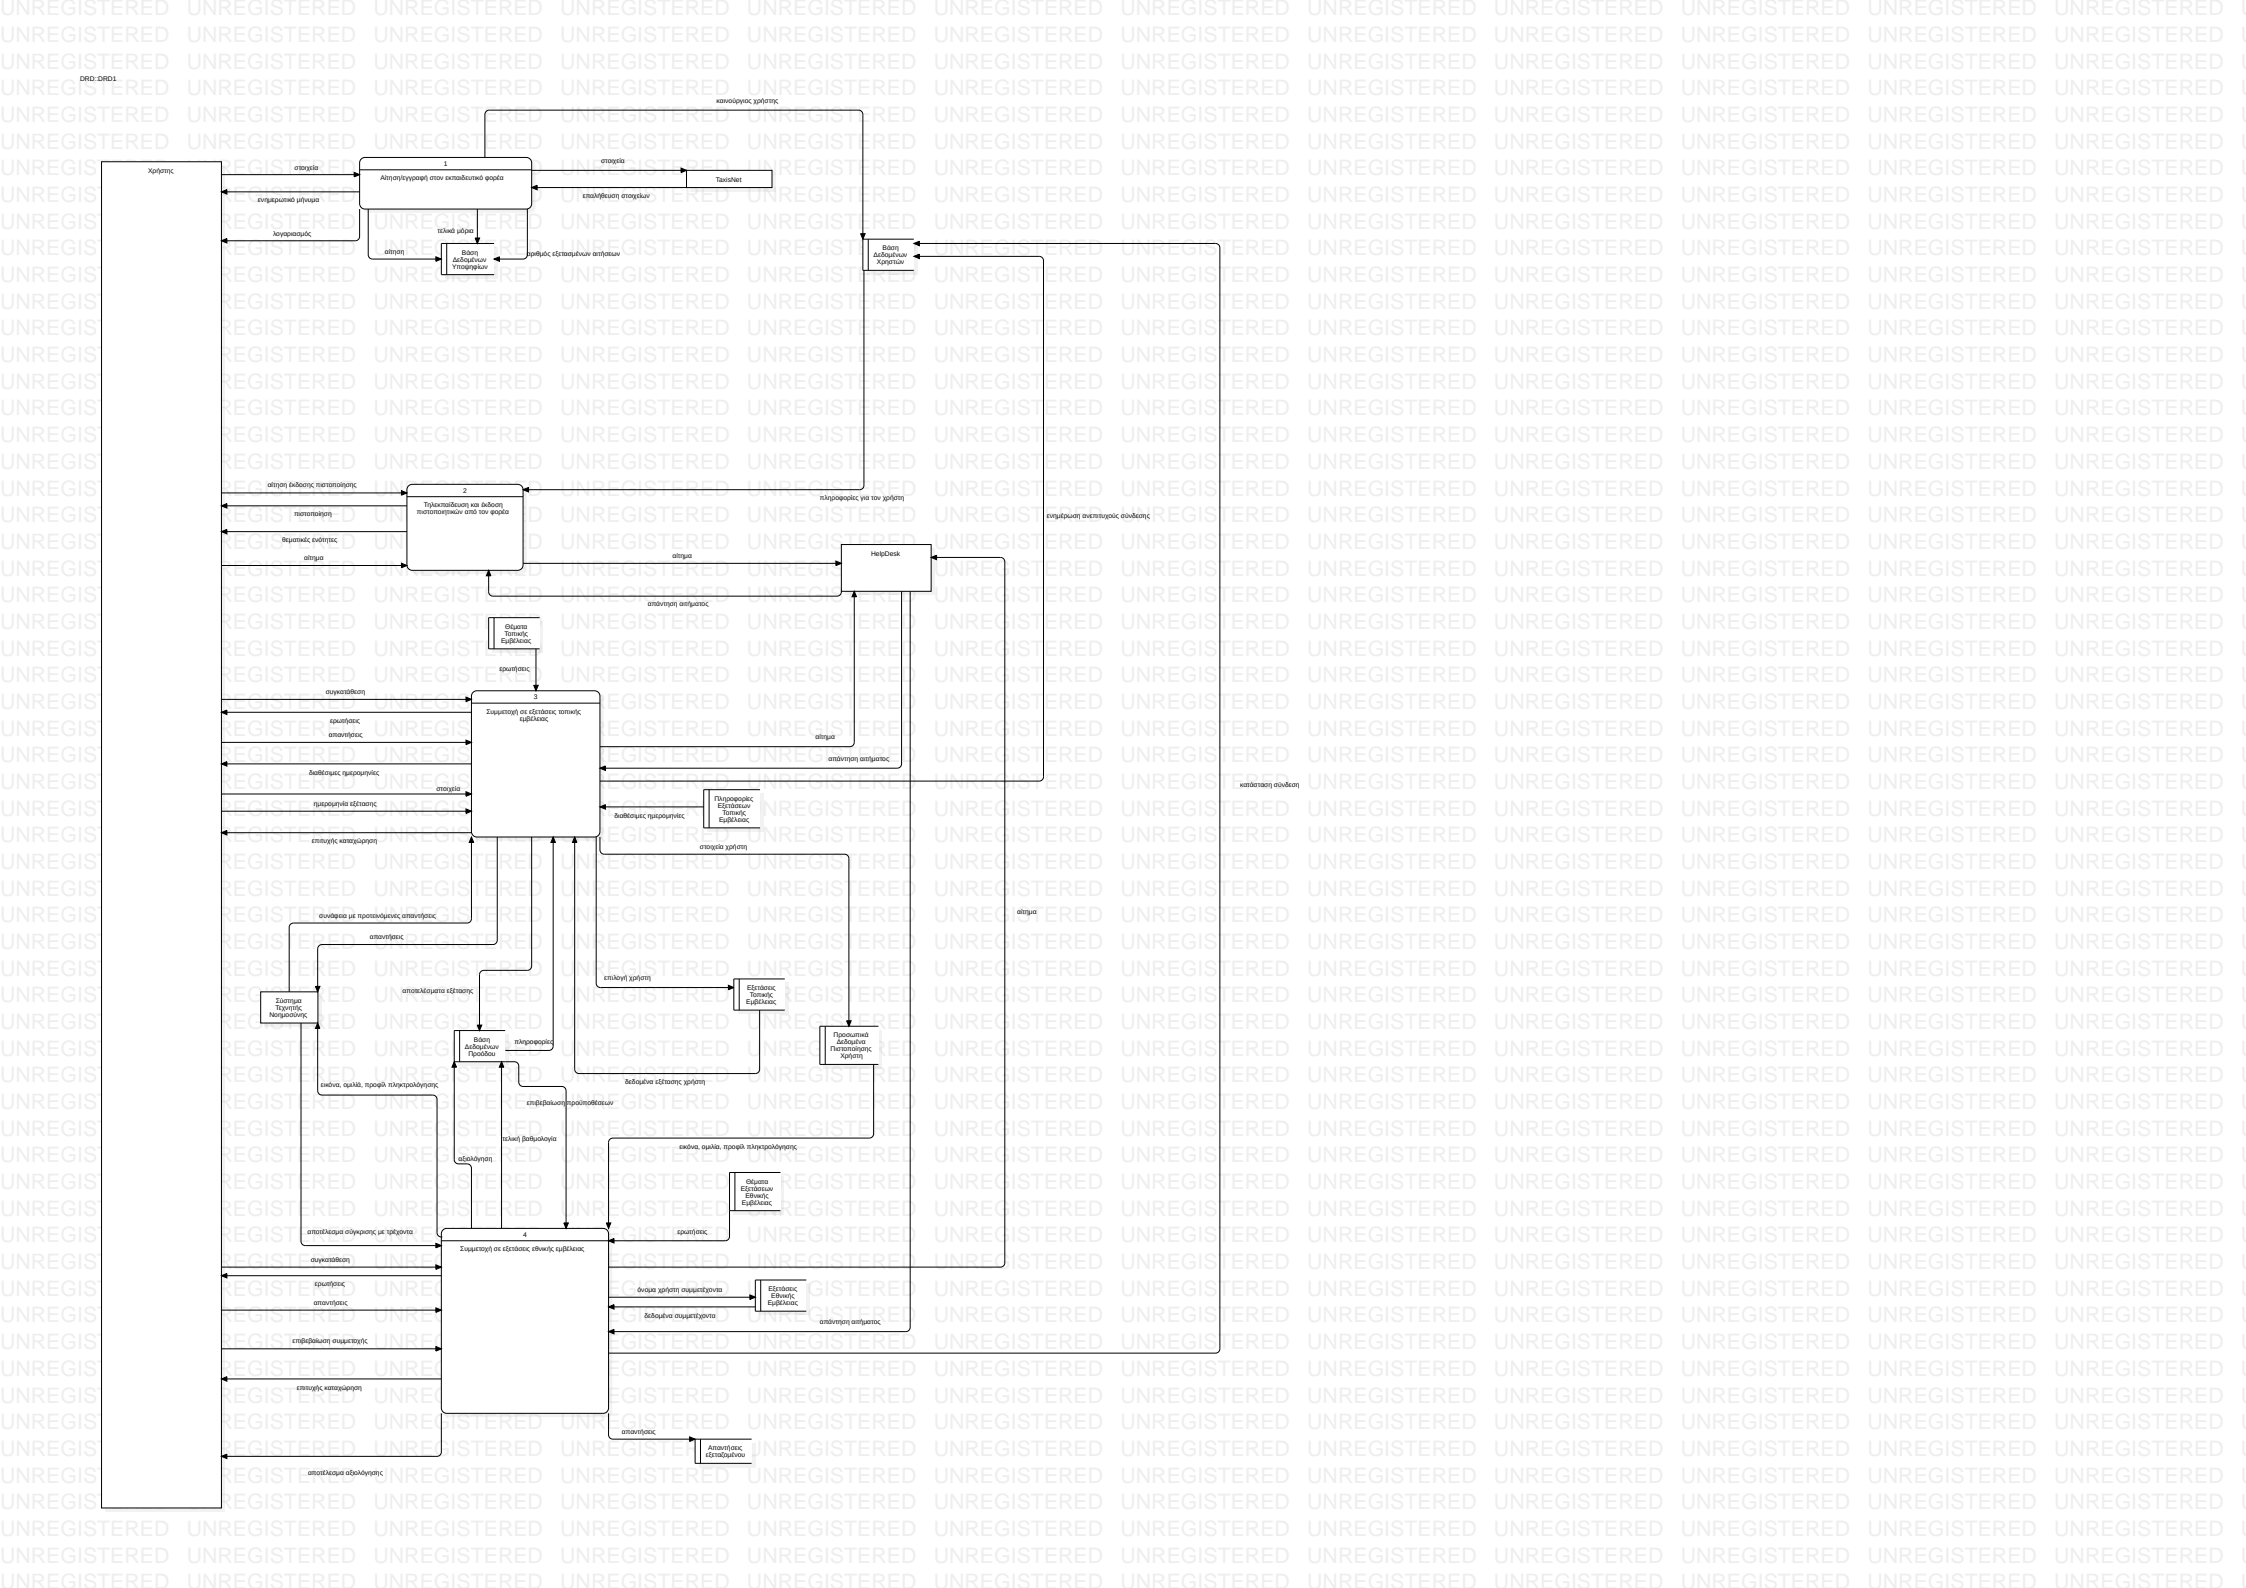 DRD::DRD1
καινούργιος χρήστης
Χρήστης
στοιχεία
1
Αίτηση/εγγραφή στον εκπαιδευτικό φορέα
στοιχεία
TaxisNet
ενημερωτικό μήνυμα
επαλήθευση στοιχείων
λογαριασμός
τελικά μόρια
αίτηση
Βάση
Δεδομένων
Υποψηφίων
αριθμός εξετασμένων αιτήσεων
Βάση
Δεδομένων
Χρηστών
αίτηση έκδοσης πιστοποίησης
2
Τηλεκπαίδευση και έκδοση
πιστοποιητικών από τον φορέα
πληροφορίες για τον χρήστη
πιστοποίηση
ενημέρωση ανεπιτυχούς σύνδεσης
θεματικές ενότητες
αίτημα
αίτημα
HelpDesk
απάντηση αιτήματος
Θέματα
Τοπικής
Εμβέλειας
ερωτήσεις
συγκατάθεση
3
Συμμετοχή σε εξετάσεις τοπικής
εμβέλειας
ερωτήσεις
απαντήσεις
αίτημα
απάντηση αιτήματος
διαθέσιμες ημερομηνίες
στοιχεία
κατάσταση σύνδεση
ημερομηνία εξέτασης
Πληροφορίες
Εξετάσεων
Τοπικής
Εμβέλειας
διαθέσιμες ημερομηνίες
επιτυχής καταχώρηση
στοιχεία χρήστη
συνάφεια με προτεινόμενες απαντήσεις
αίτημα
απαντήσεις
επιλογή χρήστη
αποτελέσματα εξέτασης
Εξετάσεις
Τοπικής
Εμβέλειας
Σύστημα
Τεχνητής
Νοημοσύνης
Βάση
Δεδομένων
Προόδου
πληροφορίες
Προσωπικά
Δεδομένα
Πιστοποίησης
Χρήστη
δεδομένα εξέτασης χρήστη
εικόνα, ομιλία, προφίλ πληκτρολόγησης
επιβεβαίωση προϋποθέσεων
τελική βαθμολογία
εικόνα, ομιλία, προφίλ πληκτρολόγησης
αξιολόγηση
Θέματα
Εξετάσεων
Εθνικής
Εμβέλειας
αποτέλεσμα σύγκρισης με τρέχοντα
4
Συμμετοχή σε εξετάσεις εθνικής εμβέλειας
ερωτήσεις
συγκατάθεση
ερωτήσεις
όνομα χρήστη συμμετέχοντα
Εξετάσεις
Εθνικής
Εμβέλειας
απαντήσεις
δεδομένα συμμετέχοντα
απάντηση αιτήματος
επιβεβαίωση συμμετοχής
επιτυχής καταχώρηση
απαντήσεις
Απαντήσεις
εξεταζομένου
αποτέλεσμα αξιολόγησης